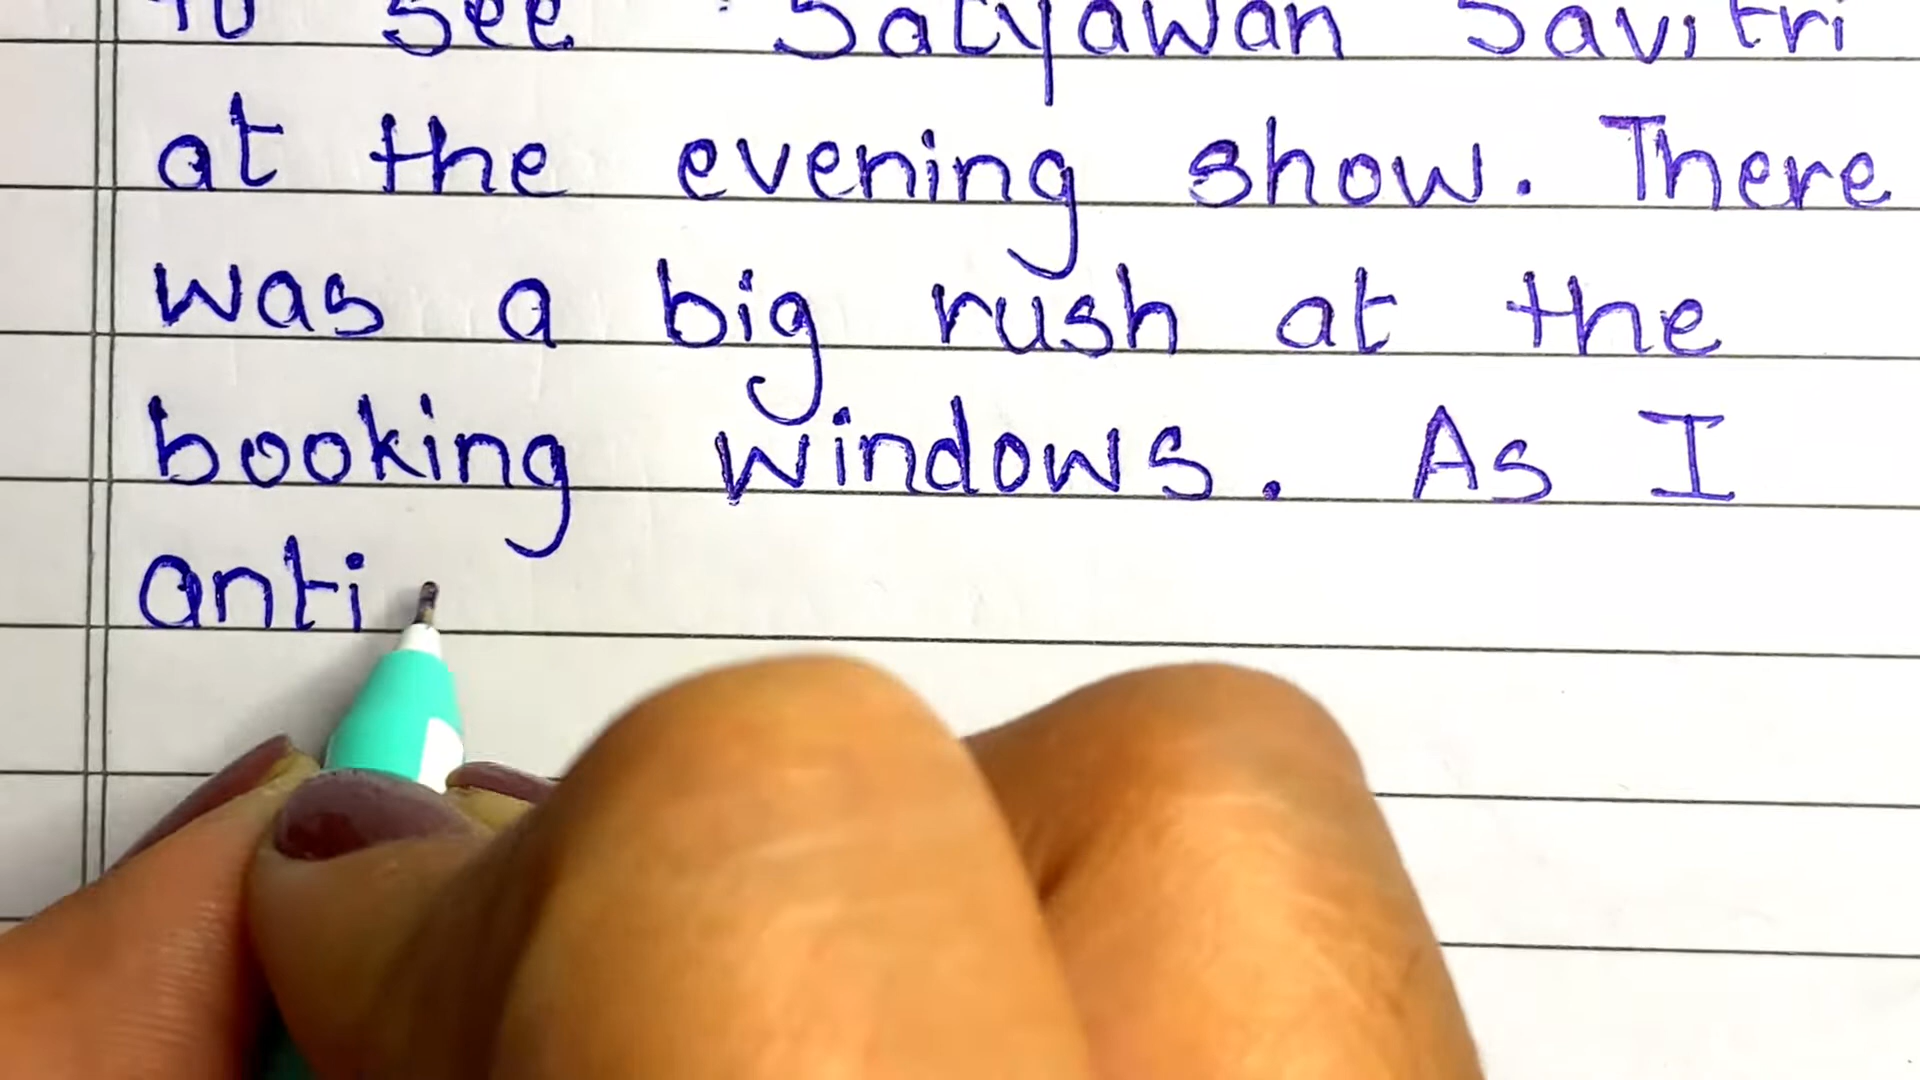 to see Satyawan Savitri
at the evening show. There
was a big rush at the
booking windows. As I
anti